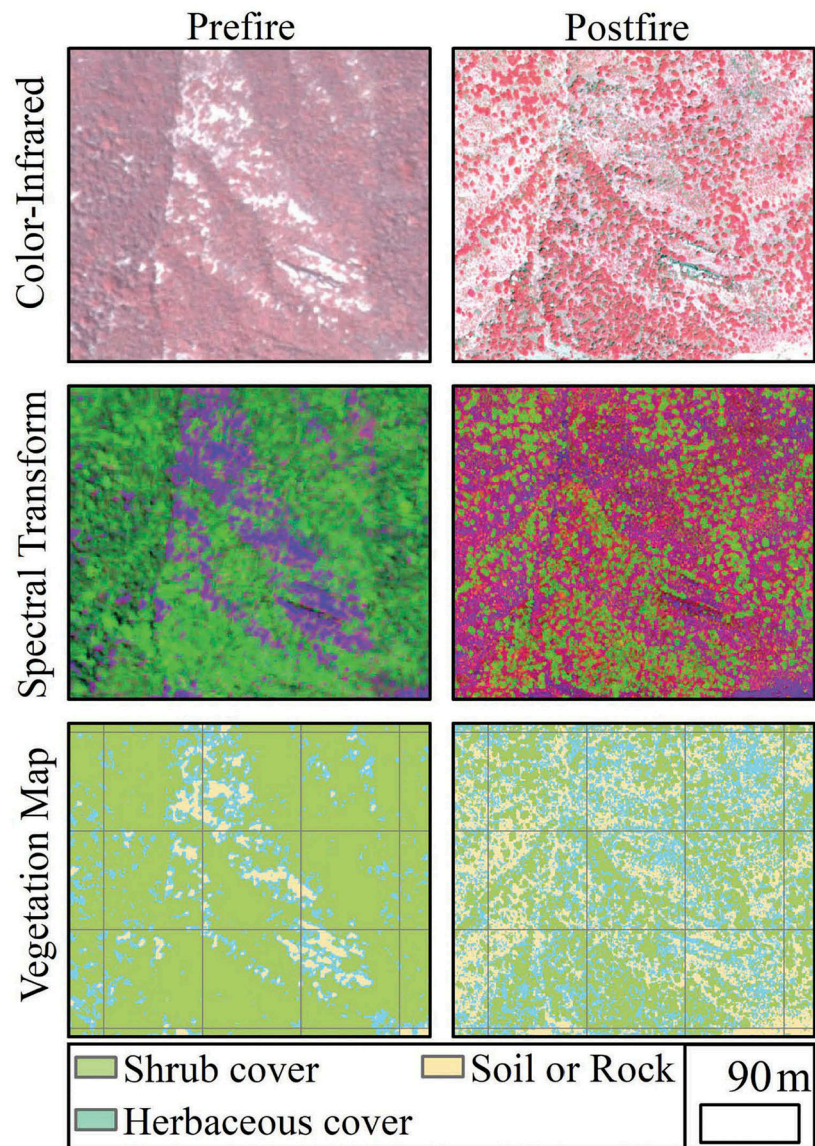 Prefire
Postfire
Color-Infrared
Spectral Transform
Vegetation Map
Shrub cover
Soil or Rock
Herbaceous cover
90 m